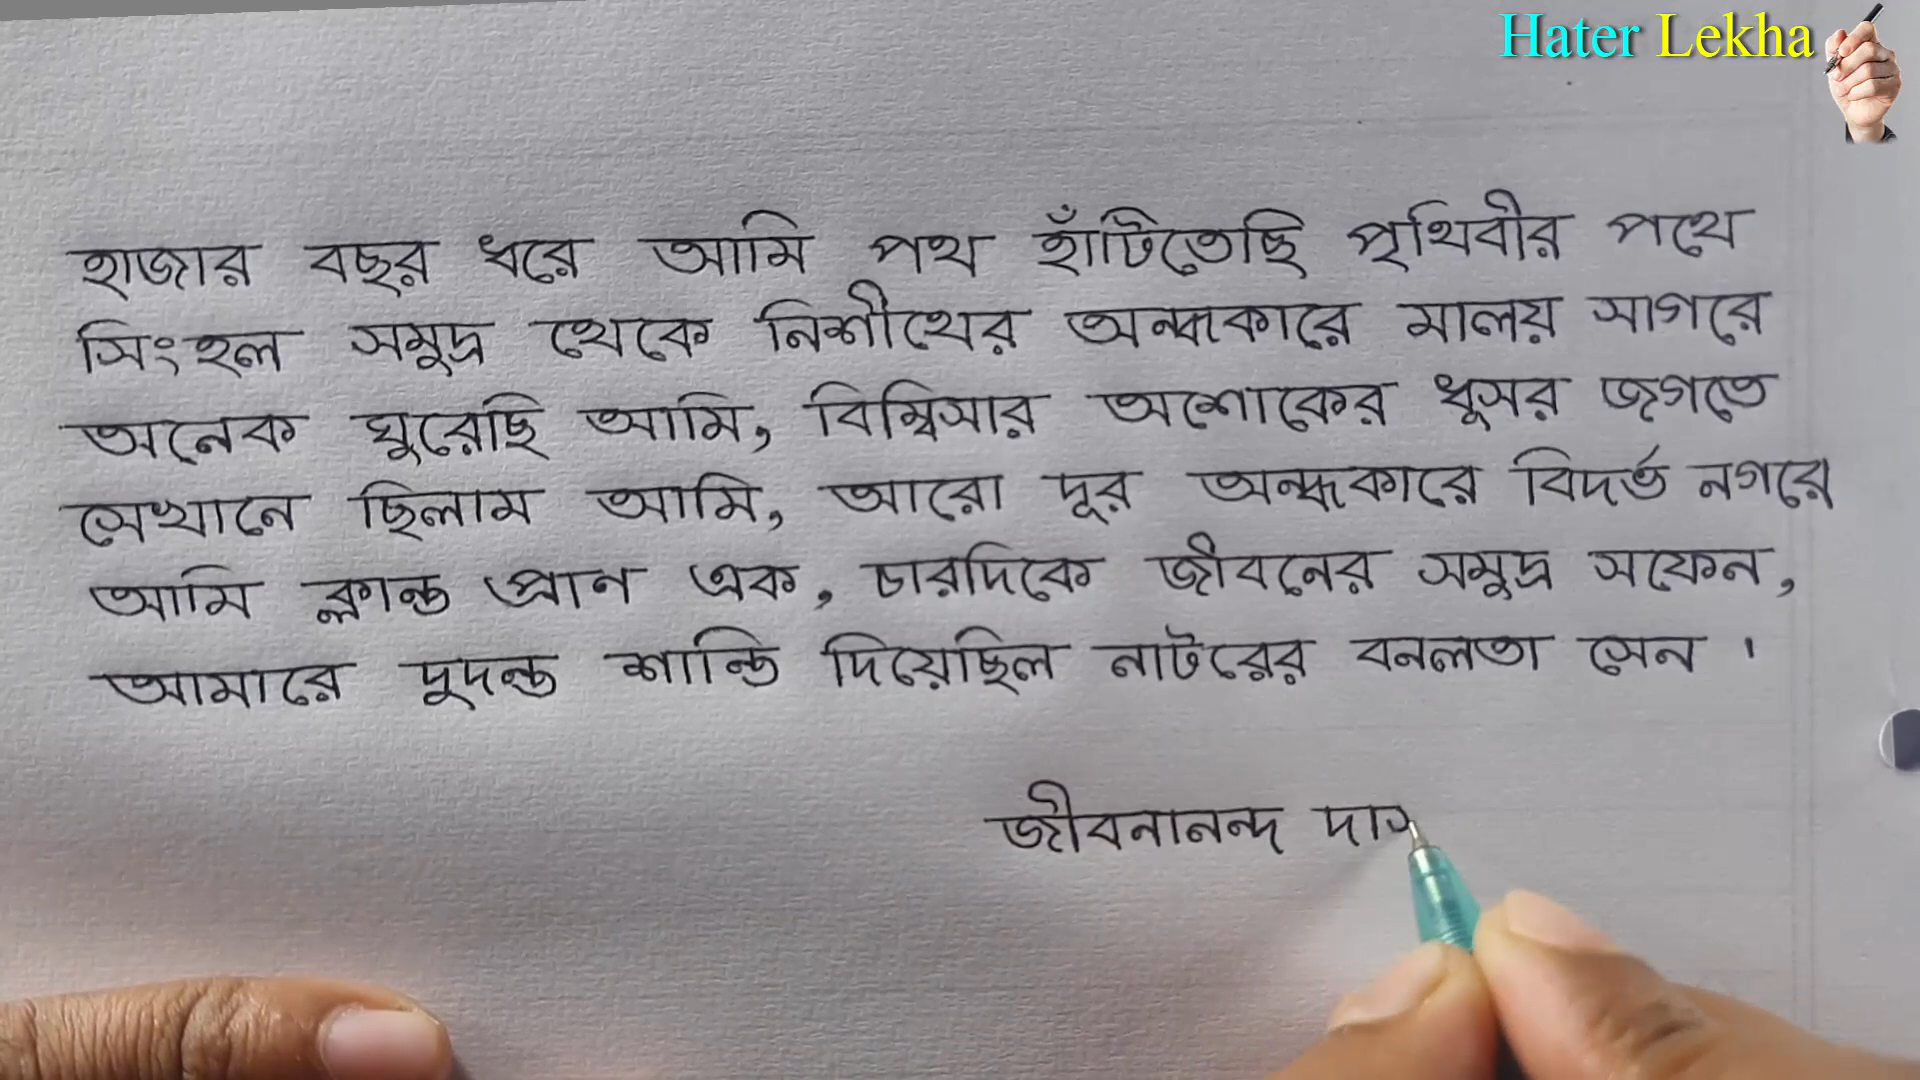 Hater Lekha
হাজার বছর ধরে আমি পথ হাঁটিতেছি পৃথিবীর পথে
সিংহল সমুদ্র থেকে নিশীথের অন্ধকারে মালয় সাগরে
অনেক ঘুরেছি আমি, বিম্বিসার অশোকের ধূসর জগতে
সেখানে ছিলাম আমি, আরো দূর অন্ধকারে বিদর্ভ নগরে
আমি ক্লান্ত প্রান এক, চারদিকে জীবনের সমুদ্র সফেন,
আমারে দুদন্ড শান্তি দিয়েছিল নাটরের বনলতা সেন ।
জীবনানন্দ দাস